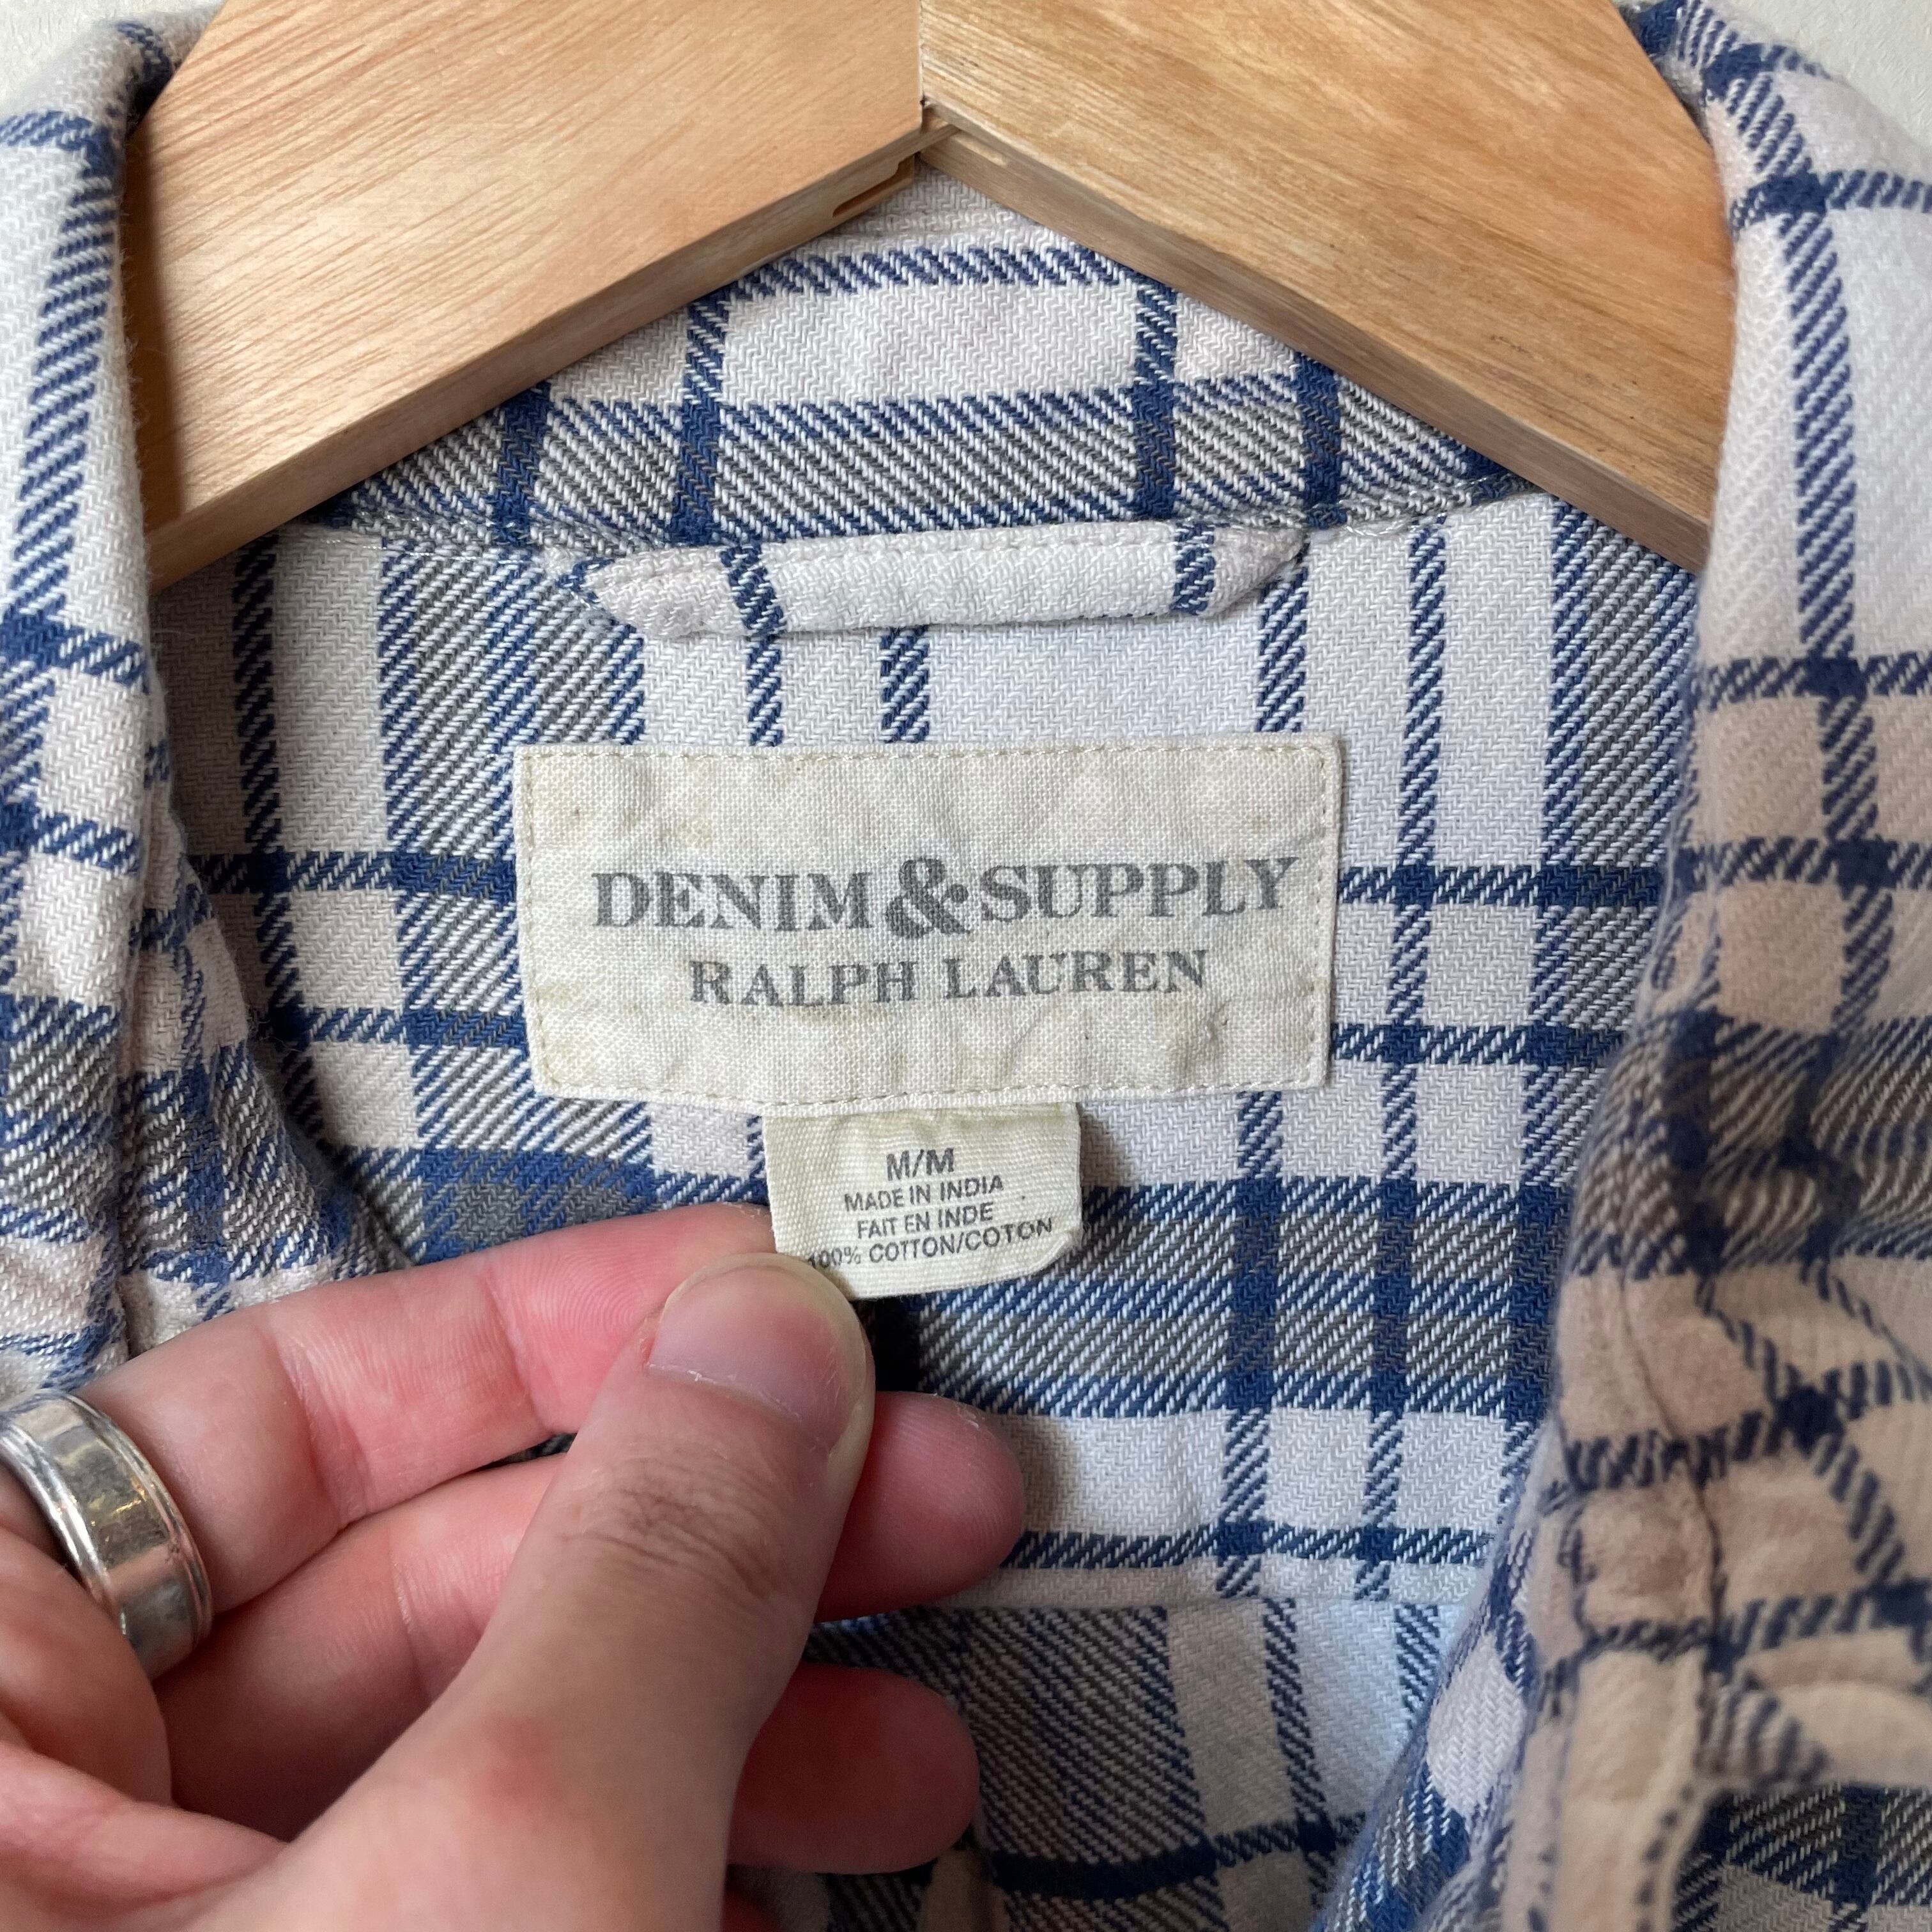 DENIM & SUPPLY
RALPH LAUREN
M/M
MADE IN INDIA
FAIT EN INDE
100% COTTON/COTON